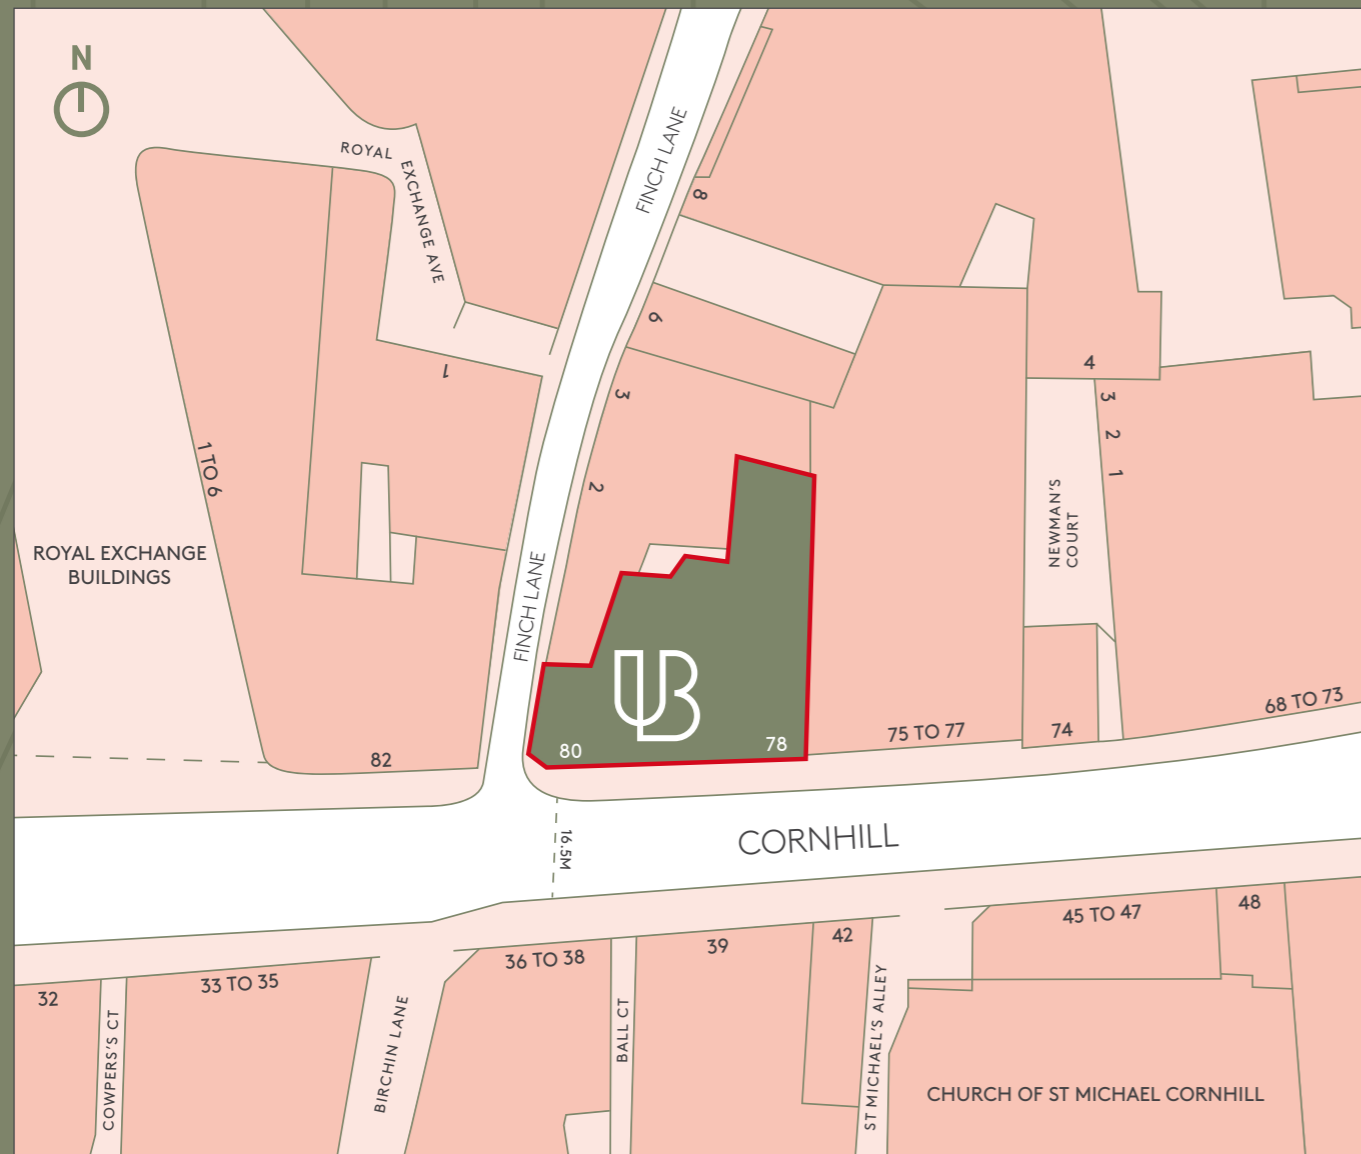 N
ROYAL
EXCHANGE AVE
FINCH LANE
8
6
1
3
4
3
2
1
1 TO 6
2
NEWMAN'S
COURT
ROYAL EXCHANGE
BUILDINGS
FINCH LANE
UB
68 TO 73
75 TO 77
74
80
78
82
16.5M
CORNHILL
48
45 TO 47
42
39
36 TO 38
33 TO 35
32
COWPERS'S CT
BIRCHIN LANE
BALL CT
ST MICHAEL'S ALLEY
CHURCH OF ST MICHAEL CORNHILL